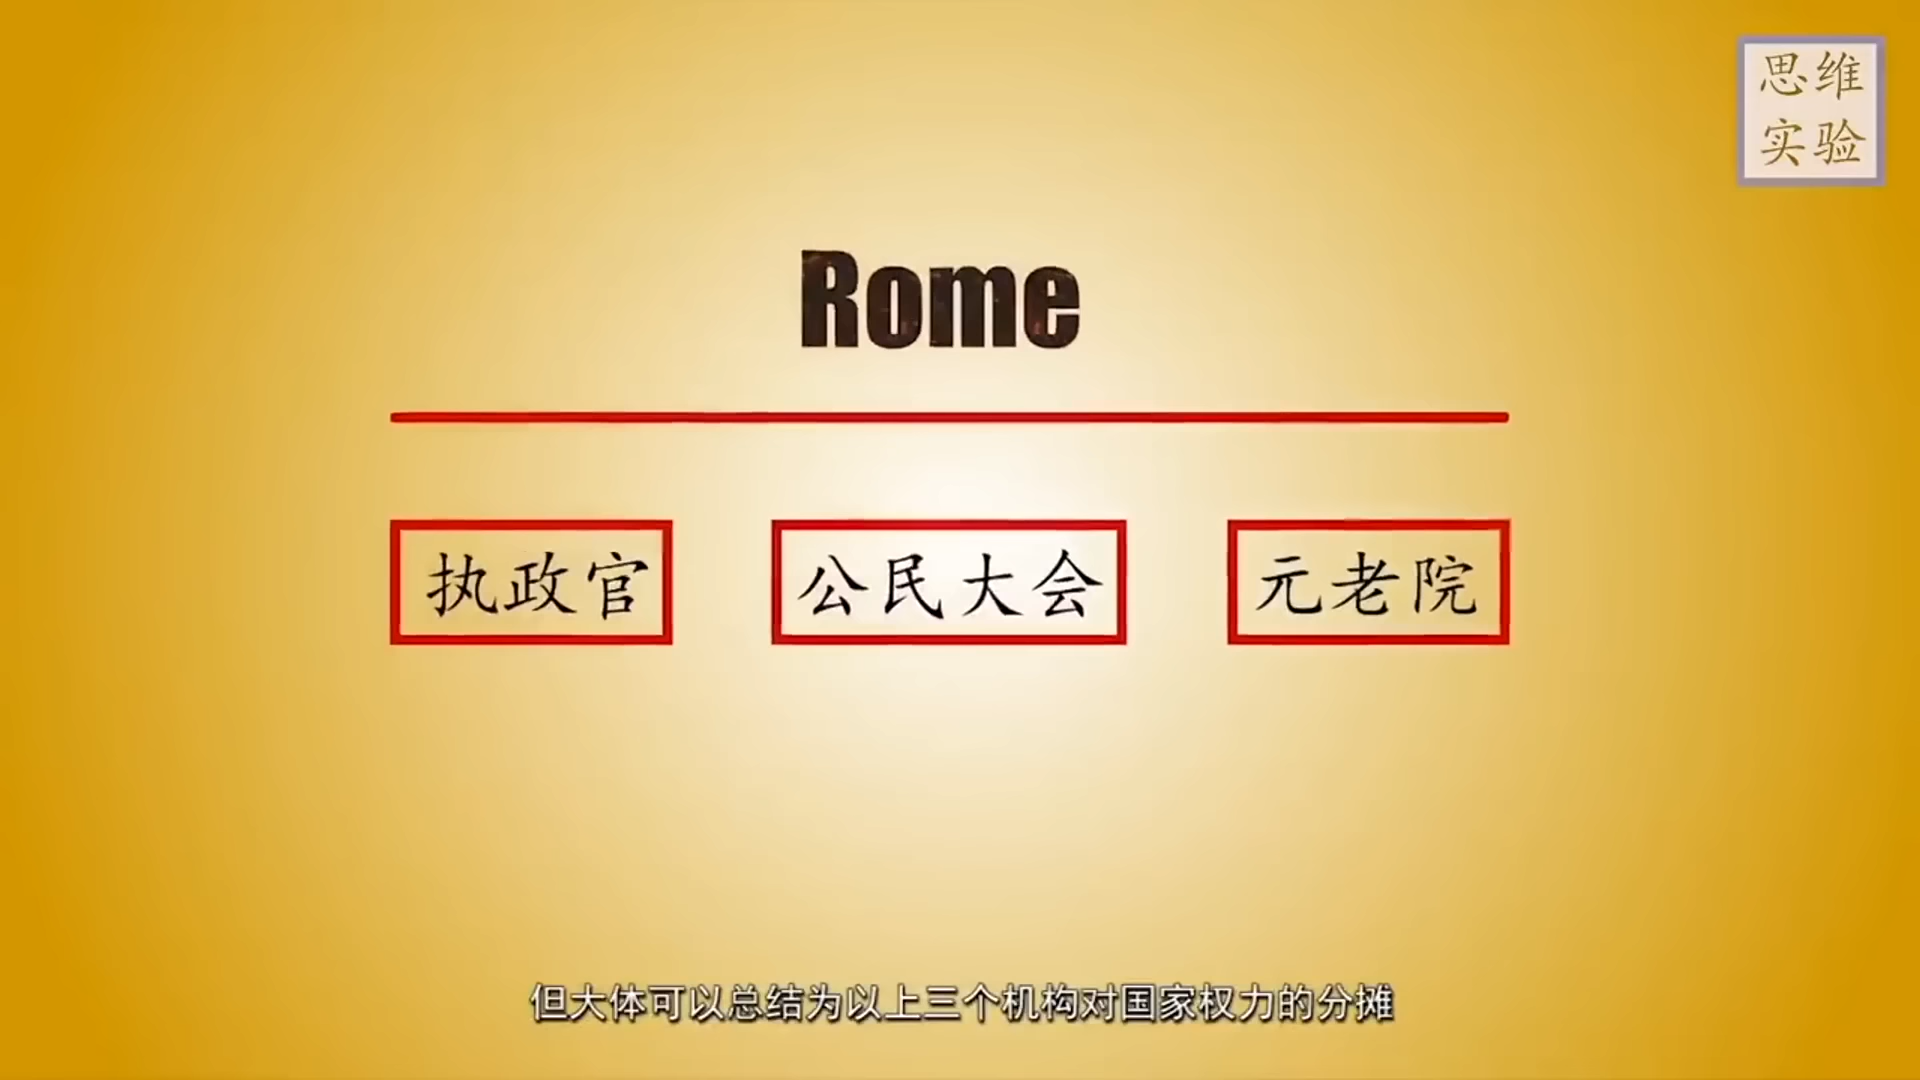 思维
实验
Rome
执政官
公民大会
元老院
但大体可以总结为以上三个机构对国家权力的分摊